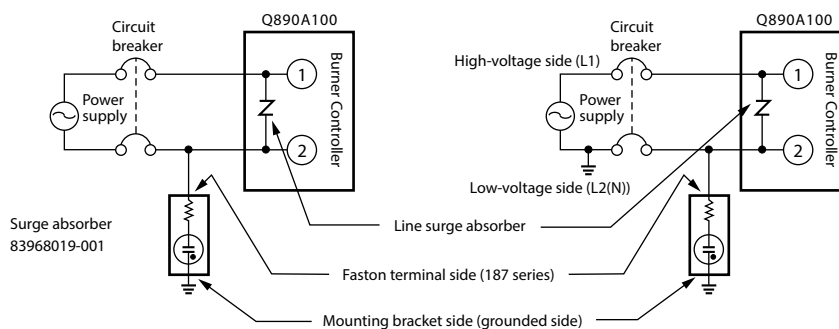 Circuit
breaker
Q890A100
1
2
Burner Controller
Power
supply
Surge absorber
83968019-001
Line surge absorber
Faston terminal side (187 series)
Mounting bracket side (grounded side)
Circuit
breaker
Q890A100
High-voltage side (L1)
1
2
Burner Controller
Power
supply
Low-voltage side (L2(N))